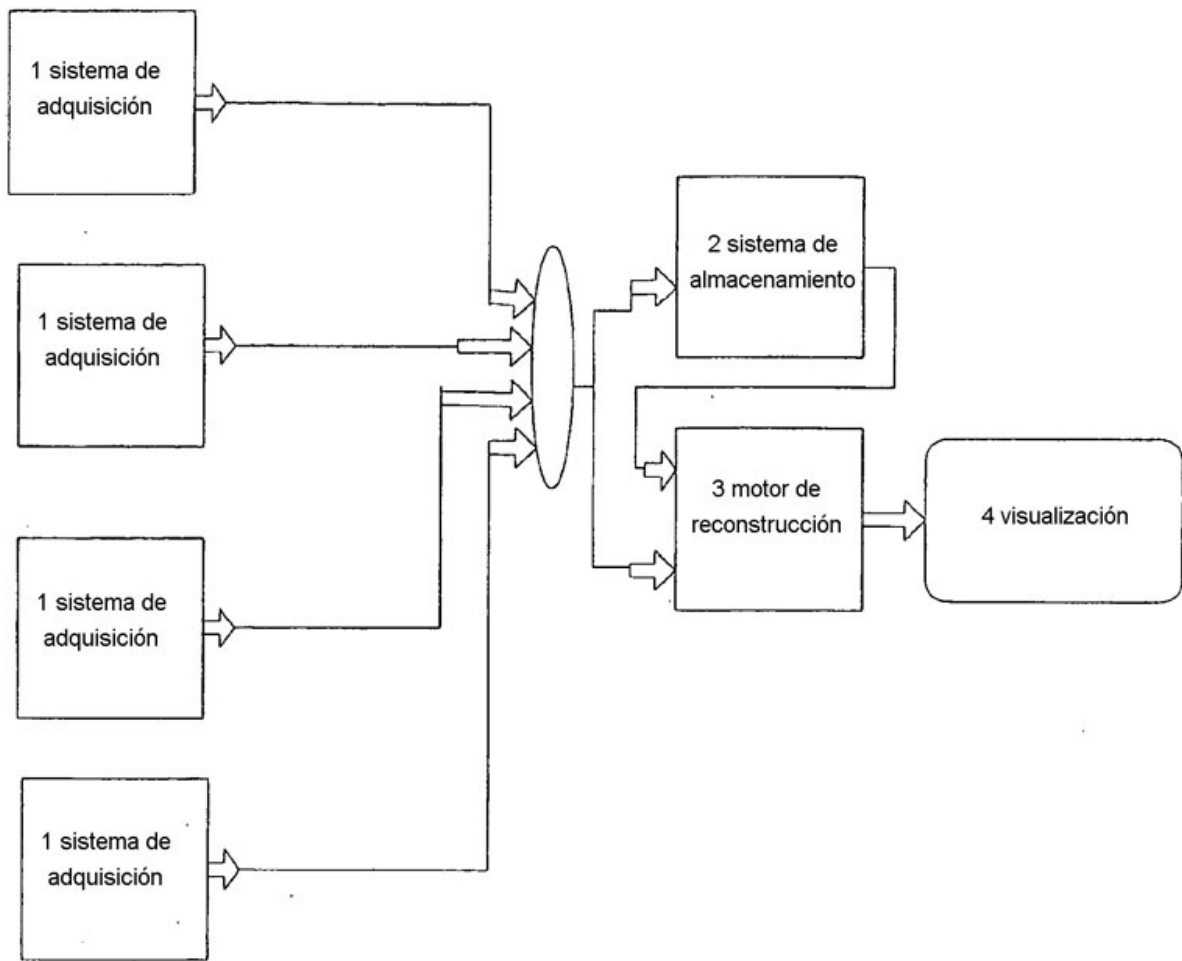 1 sistema de
adquisición
1 sistema de
adquisición
1 sistema de
adquisición
1 sistema de
adquisición
2 sistema de
almacenamiento
3 motor de
reconstrucción
4 visualización